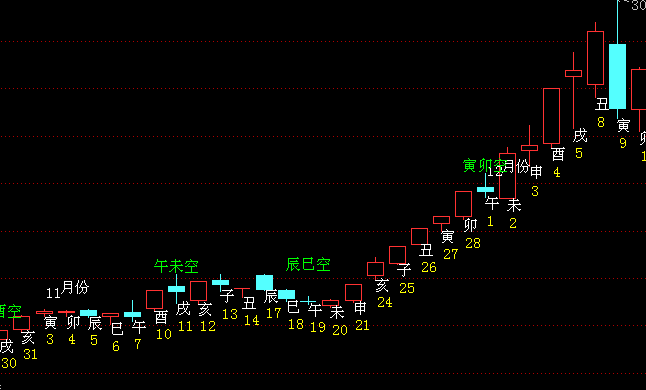 30
寅卯空
12月份
午未空
辰巳空
11月份
酉空
戌 30
亥 31
寅 3
卯 4
辰 5
巳 6
午 7
酉 10
戌 11
亥 12
子 13
丑 14
辰 17
巳 18
午 19
未 20
申 21
亥 24
子 25
丑 26
寅 27
卯 28
午 1
未 2
申 3
酉 4
戌 5
丑 8
寅 9